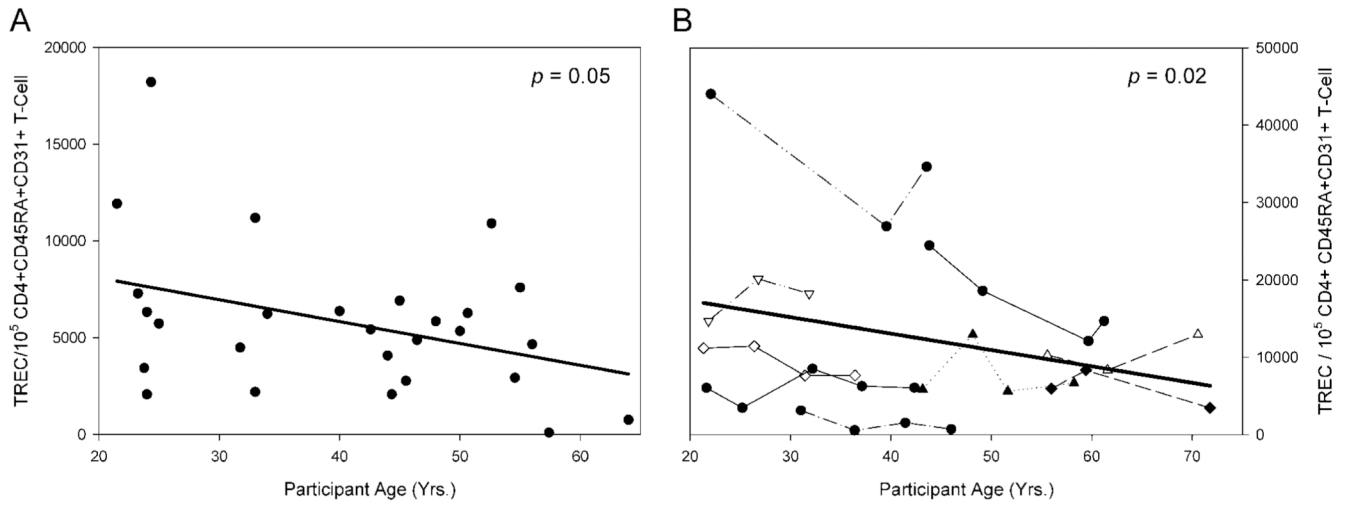 A
B
TREC/10⁵ CD4+CD45RA+CD31+ T-Cell
20000
15000
10000
5000
0
p = 0.05
20
30
40
50
60
Participant Age (Yrs.)
p = 0.02
50000
40000
30000
20000
10000
0
TREC / 10⁵ CD4+ CD45RA+CD31+ T-Cell
20
30
40
50
60
70
Participant Age (Yrs.)